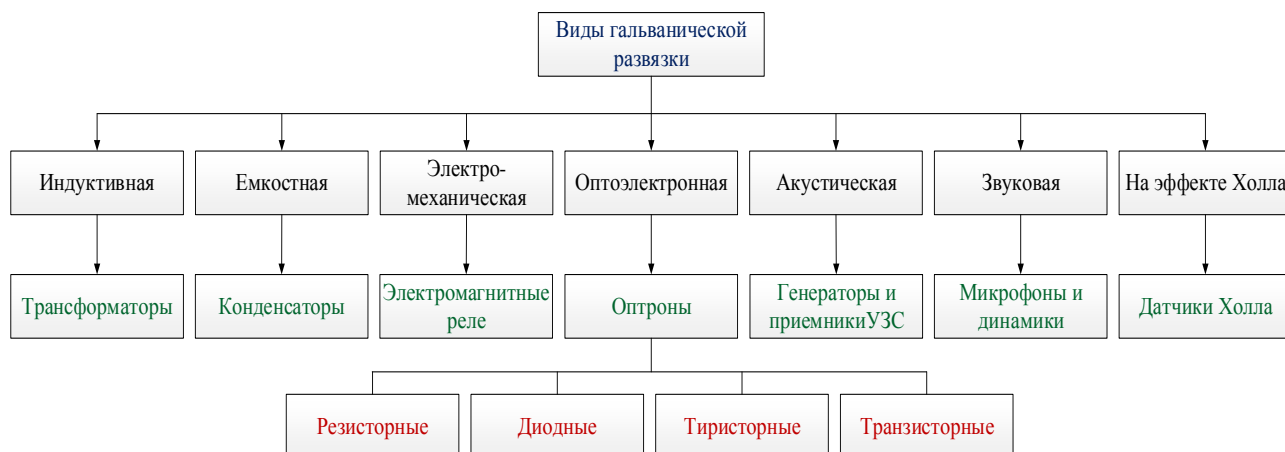 Виды гальванической
развязки
Индуктивная
Емкостная
Электро-
механическая
Оптоэлектронная
Акустическая
Звуковая
На эффекте Холла
Трансформаторы
Конденсаторы
Электромагнитные
реле
Оптроны
Генераторы и
приемникиУЗС
Микрофоны и
динамики
Датчики Холла
Резисторные
Диодные
Тиристорные
Транзисторные